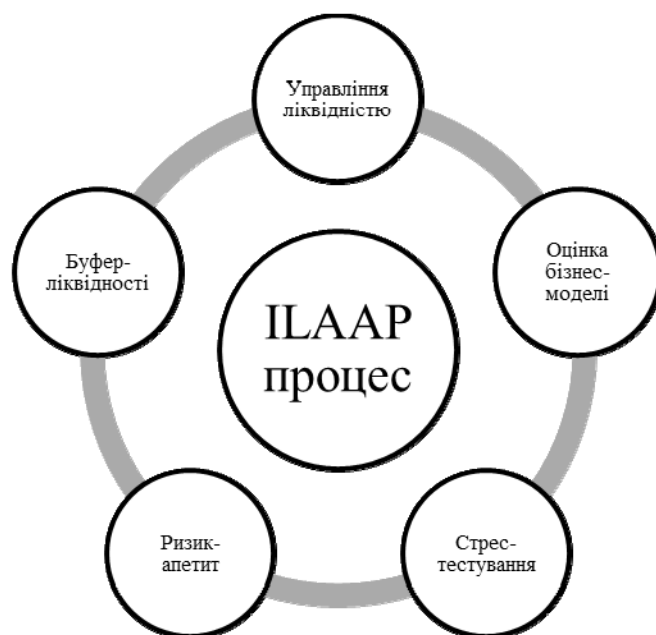 Управління
ліквідністю
Оцінка
бізнес-
моделі
Стрес-
тестування
Ризик-
апетит
Буфер-
ліквідності
ILAAP
процес